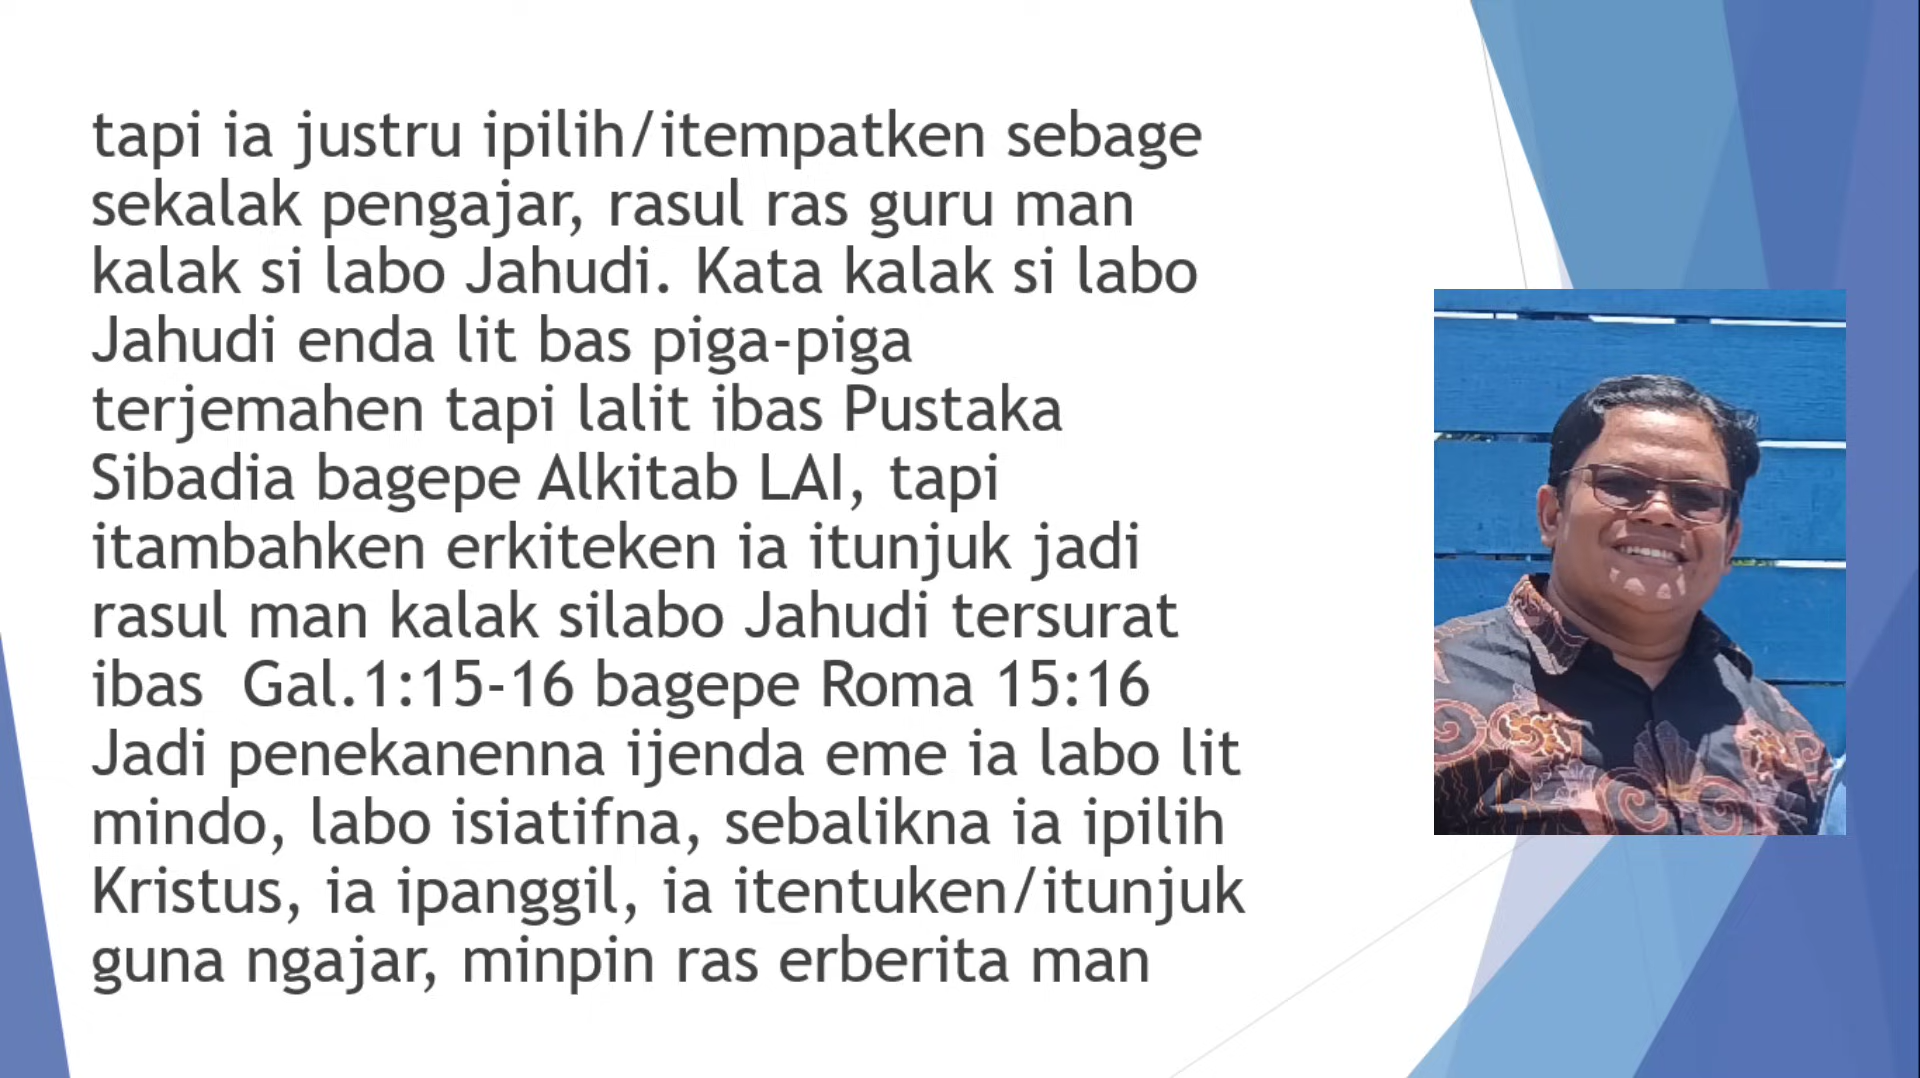 tapi ia justru ipilih/itempatken sebage
sekalak pengajar, rasul ras guru man
kalak si labo Jahudi. Kata kalak si labo
Jahudi enda lit bas piga-piga
terjemahen tapi lalit ibas Pustaka
Sibadia bagepe Alkitab LAI, tapi
itambahken erkiteken ia itunjuk jadi
rasul man kalak silabo Jahudi tersurat
ibas  Gal.1:15-16 bagepe Roma 15:16
Jadi penekanenna ijenda eme ia labo lit
mindo, labo isiatifna, sebalikna ia ipilih
Kristus, ia ipanggil, ia itentuken/itunjuk
guna ngajar, minpin ras erberita man